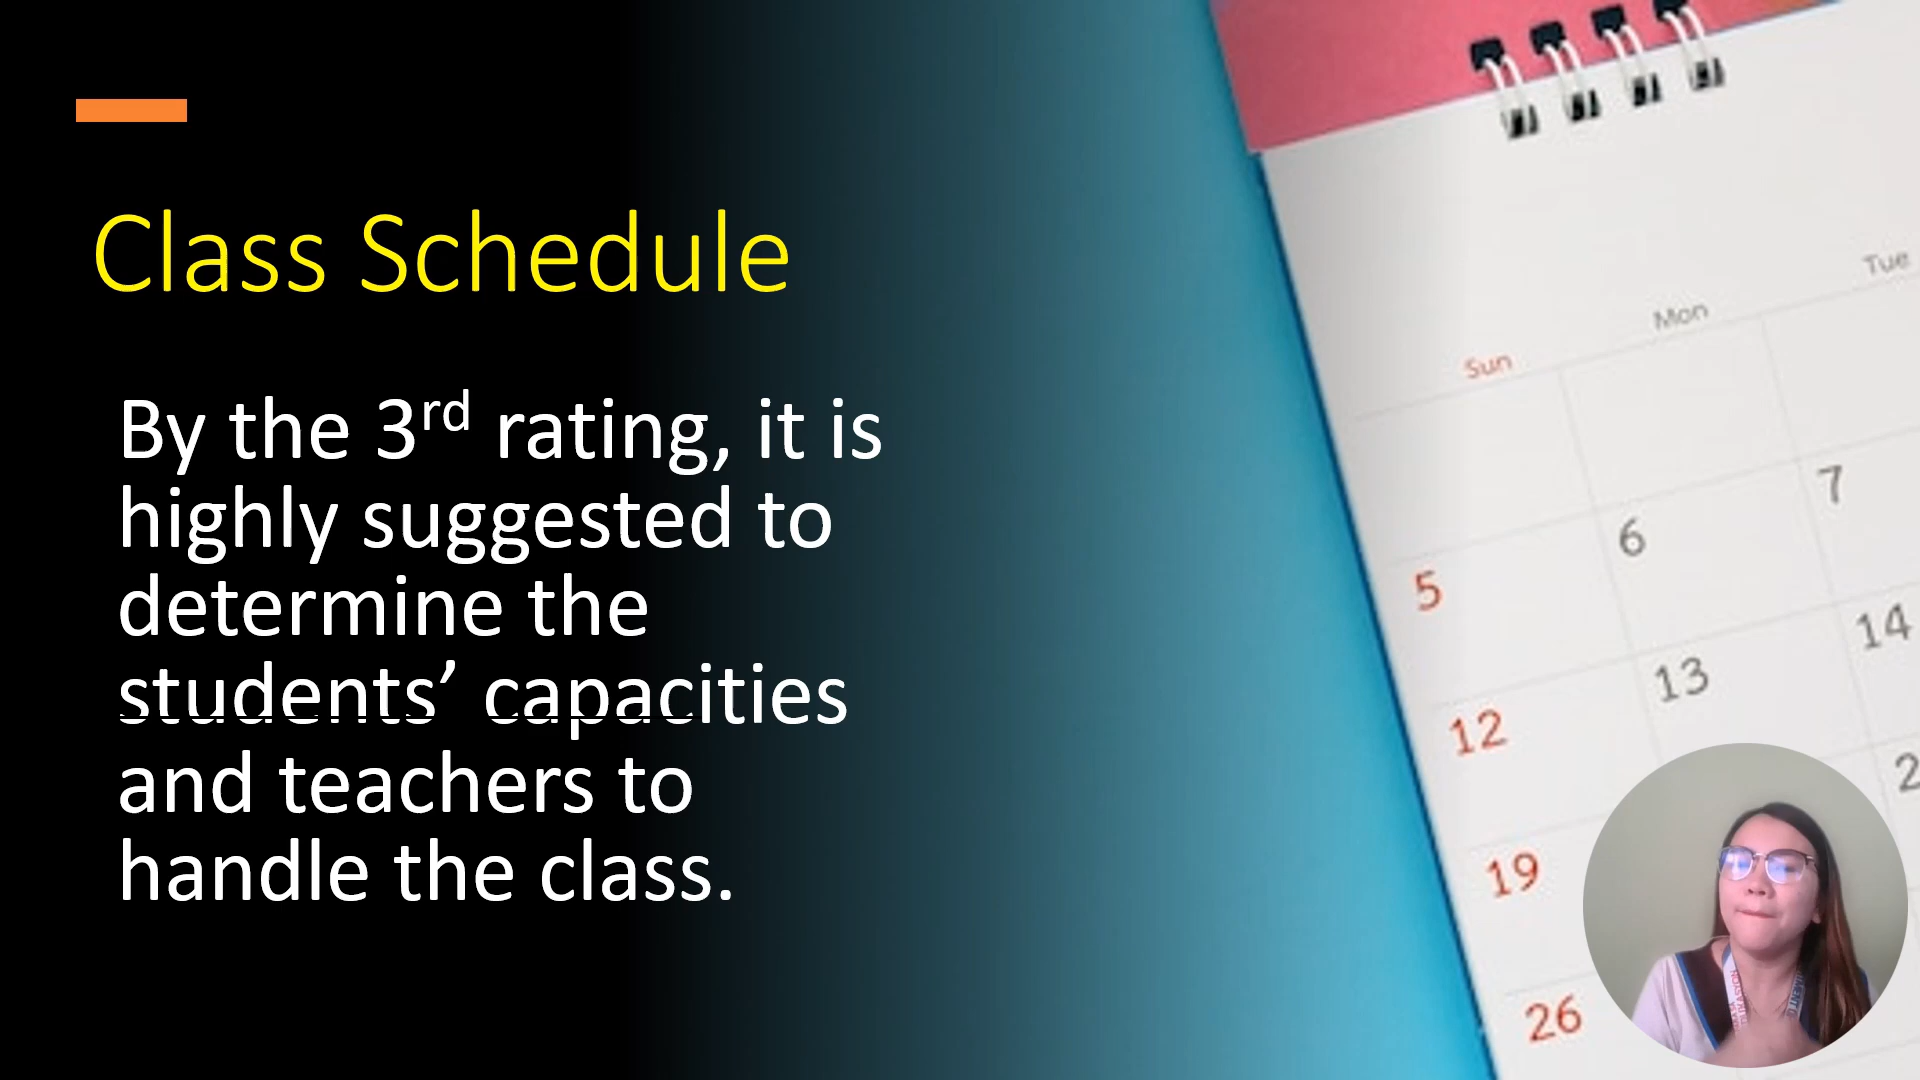 Class Schedule
By the 3rd rating, it is
highly suggested to
determine the
students’ capacities
and teachers to
handle the class.
Sun
Mon
Tue
5
6
7
12
13
14
19
26